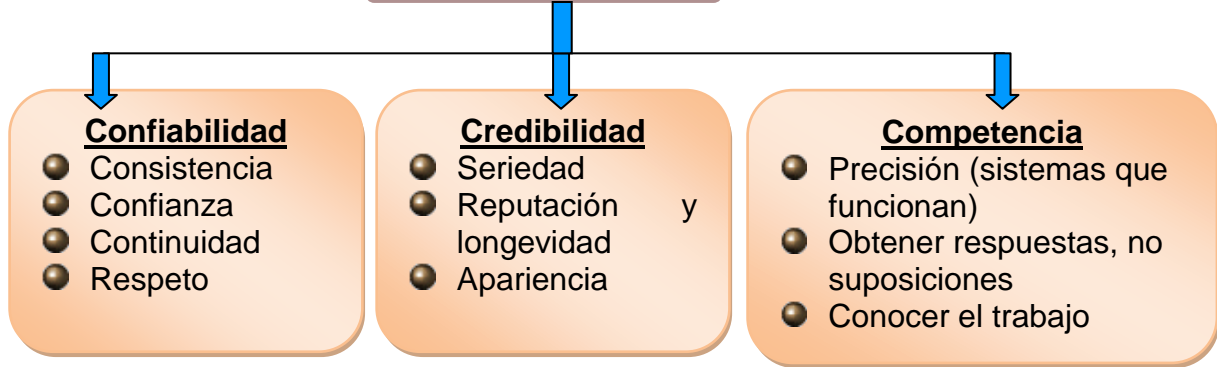 Confiabilidad
Consistencia
Confianza
Continuidad
Respeto
Credibilidad
Seriedad
Reputación y
longevidad
Apariencia
Competencia
Precisión (sistemas que
funcionan)
Obtener respuestas, no
suposiciones
Conocer el trabajo